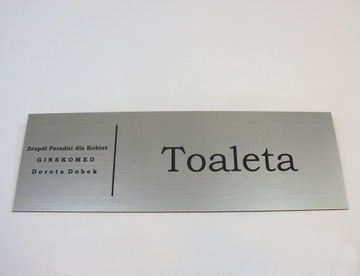 Zespół Poradni dla Kobiet
GINEKOMED
Dorota Dobek
Toaleta